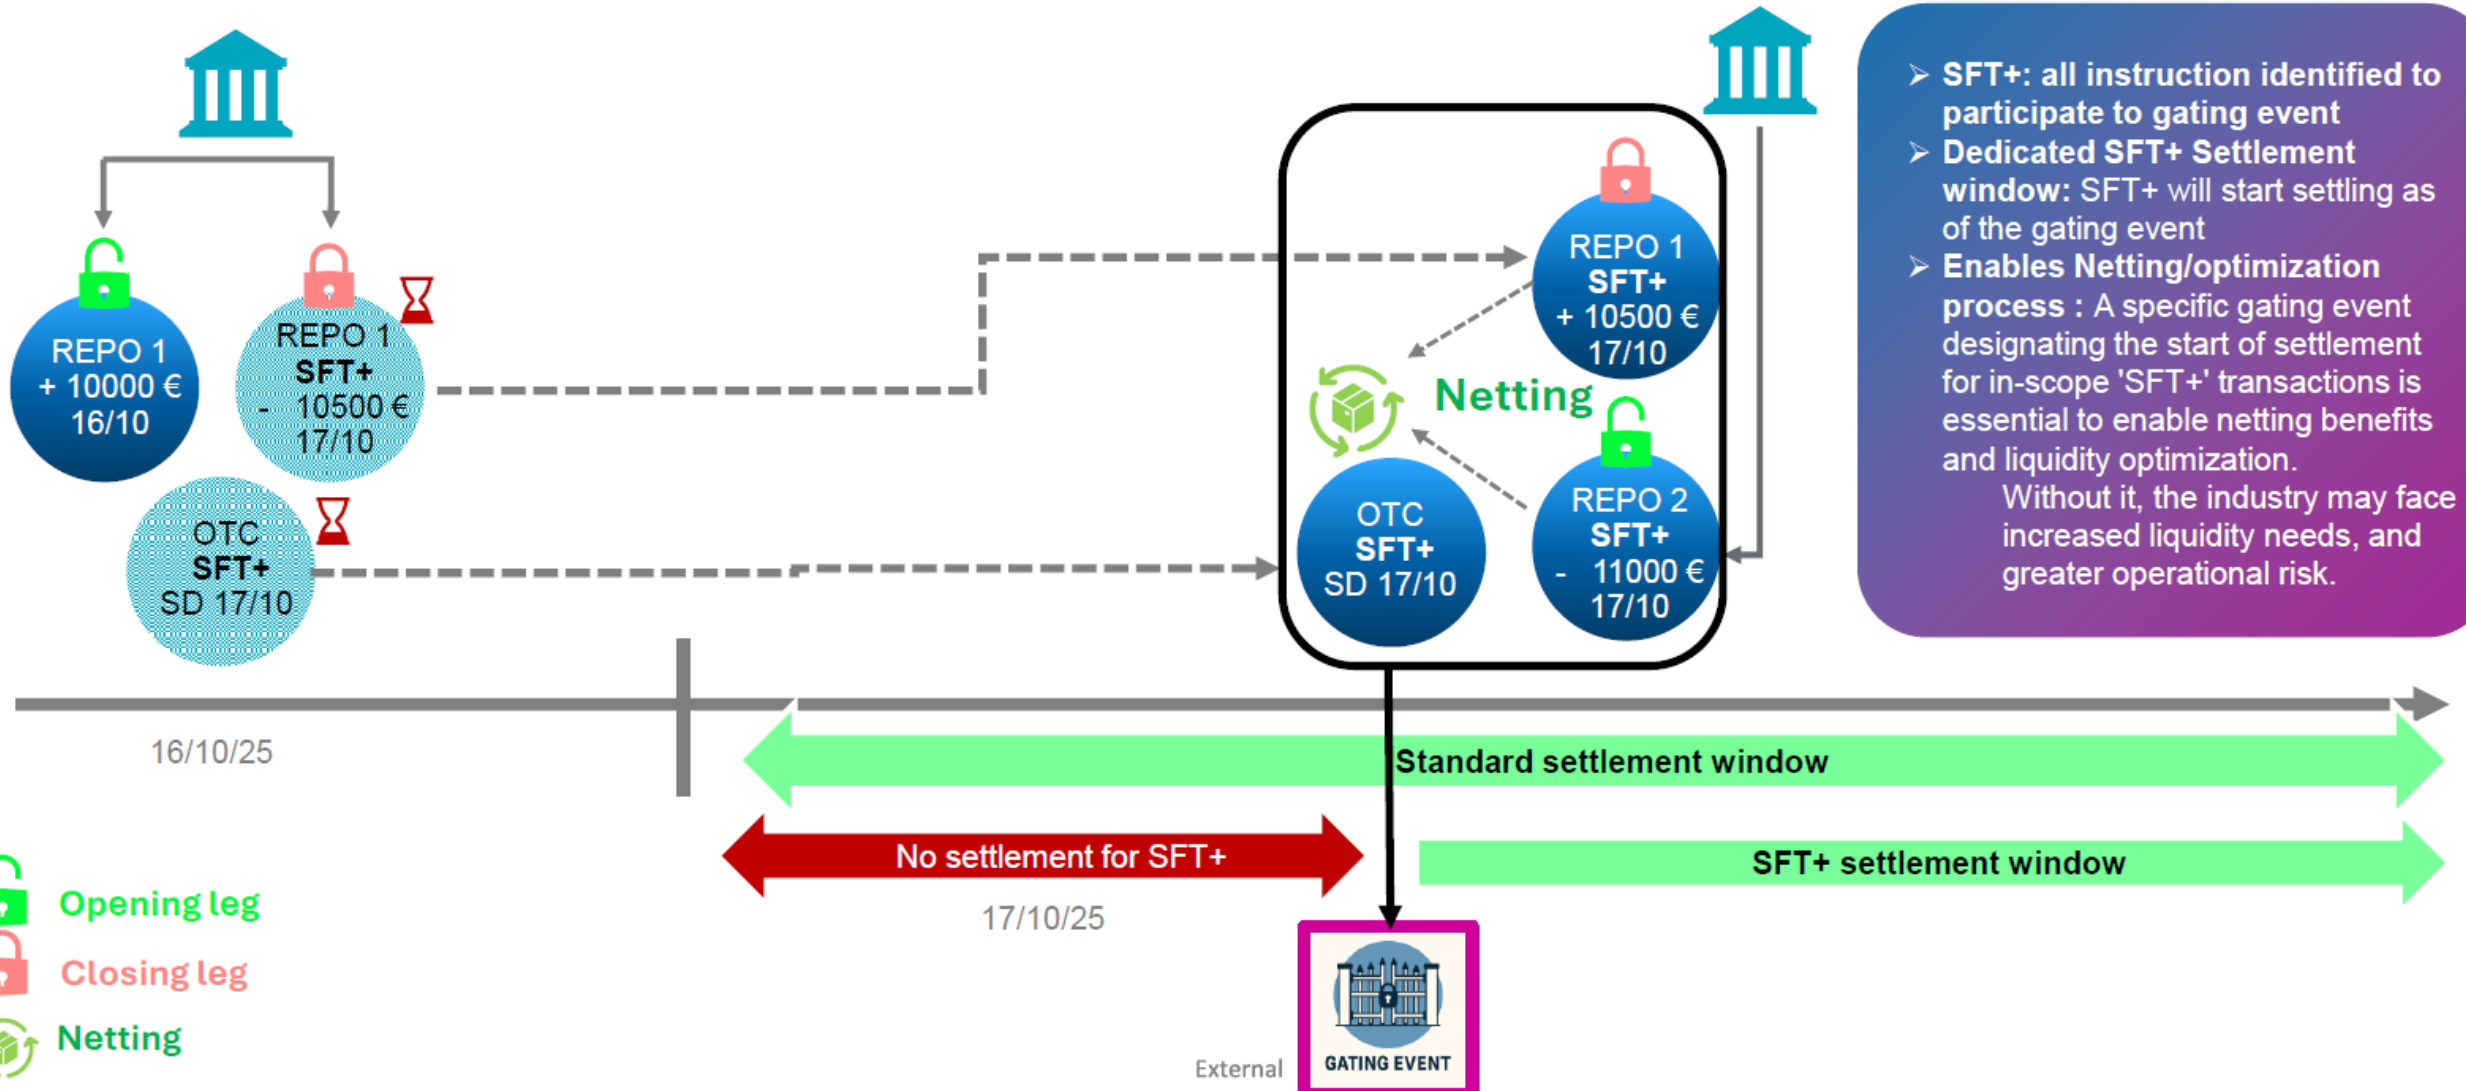 REPO 1
+ 10000 €
16/10
REPO 1
SFT+
- 10500 €
17/10
OTC
SFT+
SD 17/10
REPO 1
SFT+
+ 10500 €
17/10
Netting
OTC
SFT+
SD 17/10
REPO 2
SFT+
- 11000 €
17/10
➢ SFT+: all instruction identified to
participate to gating event
➢ Dedicated SFT+ Settlement
window: SFT+ will start settling as
of the gating event
➢ Enables Netting/optimization
process : A specific gating event
designating the start of settlement
for in-scope 'SFT+' transactions is
essential to enable netting benefits
and liquidity optimization.
Without it, the industry may face
increased liquidity needs, and
greater operational risk.
16/10/25
Standard settlement window
No settlement for SFT+
SFT+ settlement window
17/10/25
Opening leg
Closing leg
Netting
External
GATING EVENT